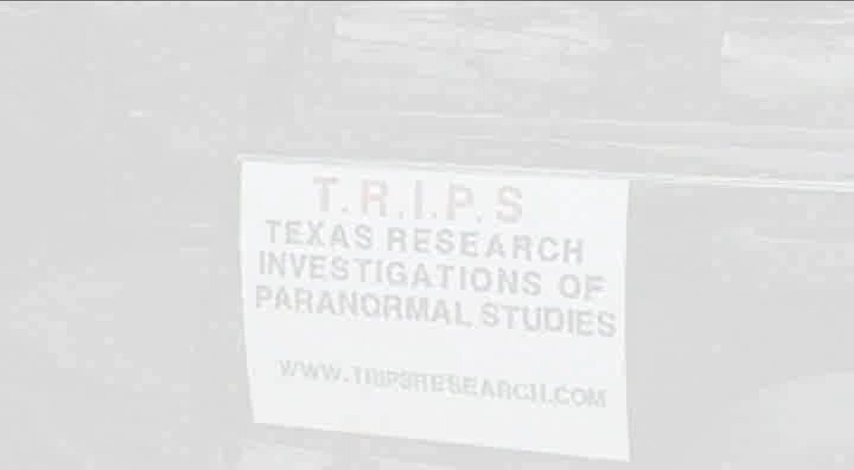 T.R.I.P.S
TEXAS RESEARCH
INVESTIGATIONS OF
PARANORMAL STUDIES
WWW.TRIPSRESEARCH.COM